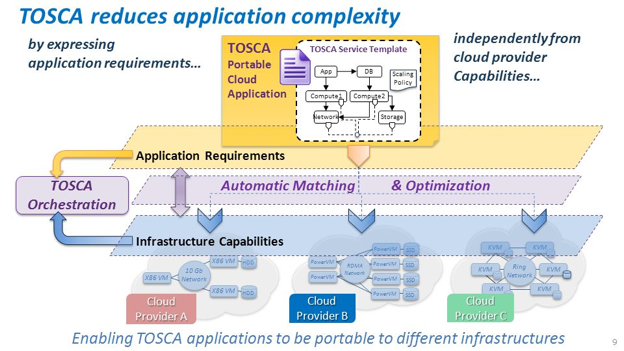 TOSCA reduces application complexity
by expressing
application requirements…
independently from
cloud provider
Capabilities…
TOSCA
Portable
Cloud
Application
TOSCA Service Template
App
DB
Scaling
Policy
Compute1
Compute2
Network
Storage
Application Requirements
TOSCA
Orchestration
Automatic Matching & Optimization
Infrastructure Capabilities
X86 VM
10 Gb
Network
X86 VM
HDD
X86 VM
HDD
Cloud
Provider A
PowerVM
PowerVM
RDMA
Network
PowerVM
SSD
PowerVM
SSD
PowerVM
SSD
PowerVM
SSD
Cloud
Provider B
KVM
KVM
KVM
Ring
Network
KVM
KVM
KVM
Cloud
Provider C
Enabling TOSCA applications to be portable to different infrastructures
9